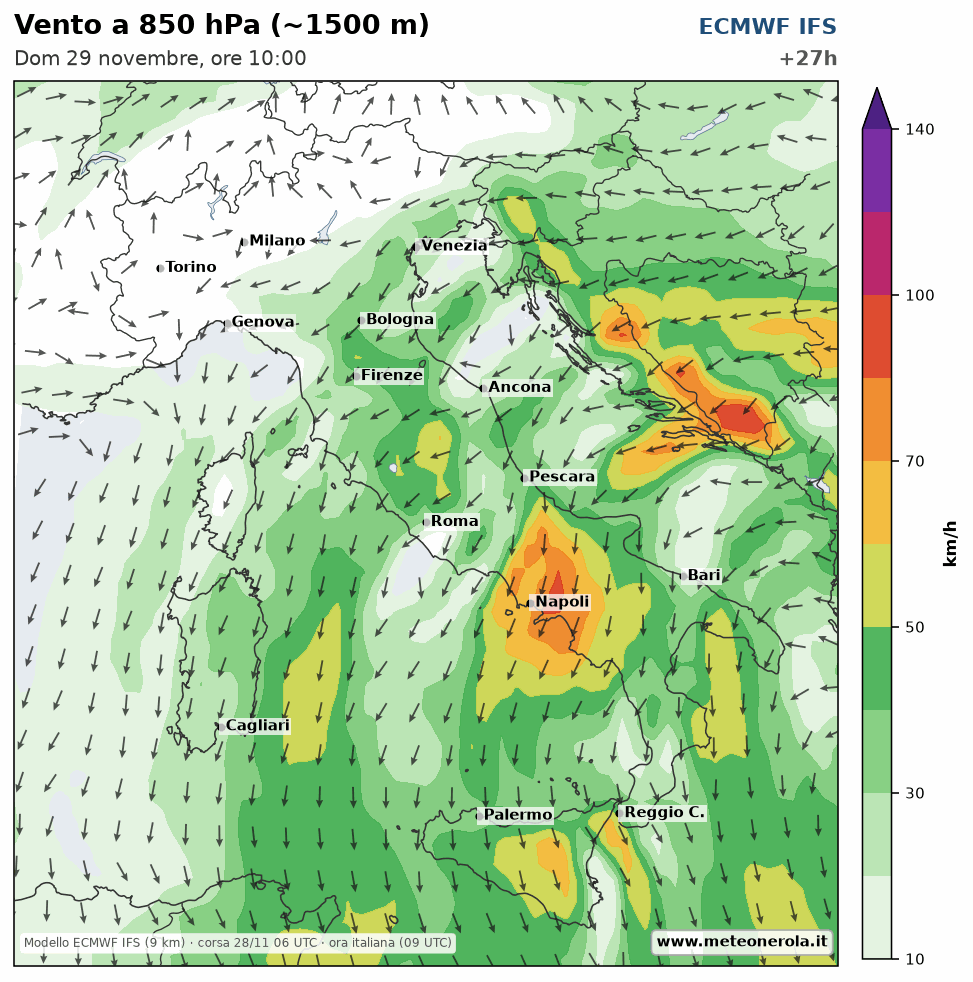 Vento a 850 hPa (~1500 m)
ECMWF IFS
Dom 29 novembre, ore 10:00
+27h
140
Milano
Venezia
Torino
100
Genova
Bologna
Firenze
Ancona
70
Pescara
Roma
km/h
Bari
Napoli
50
Cagliari
30
Palermo
Reggio C.
Modello ECMWF IFS (9 km) · corsa 28/11 06 UTC · ora italiana (09 UTC)
www.meteonerola.it
10